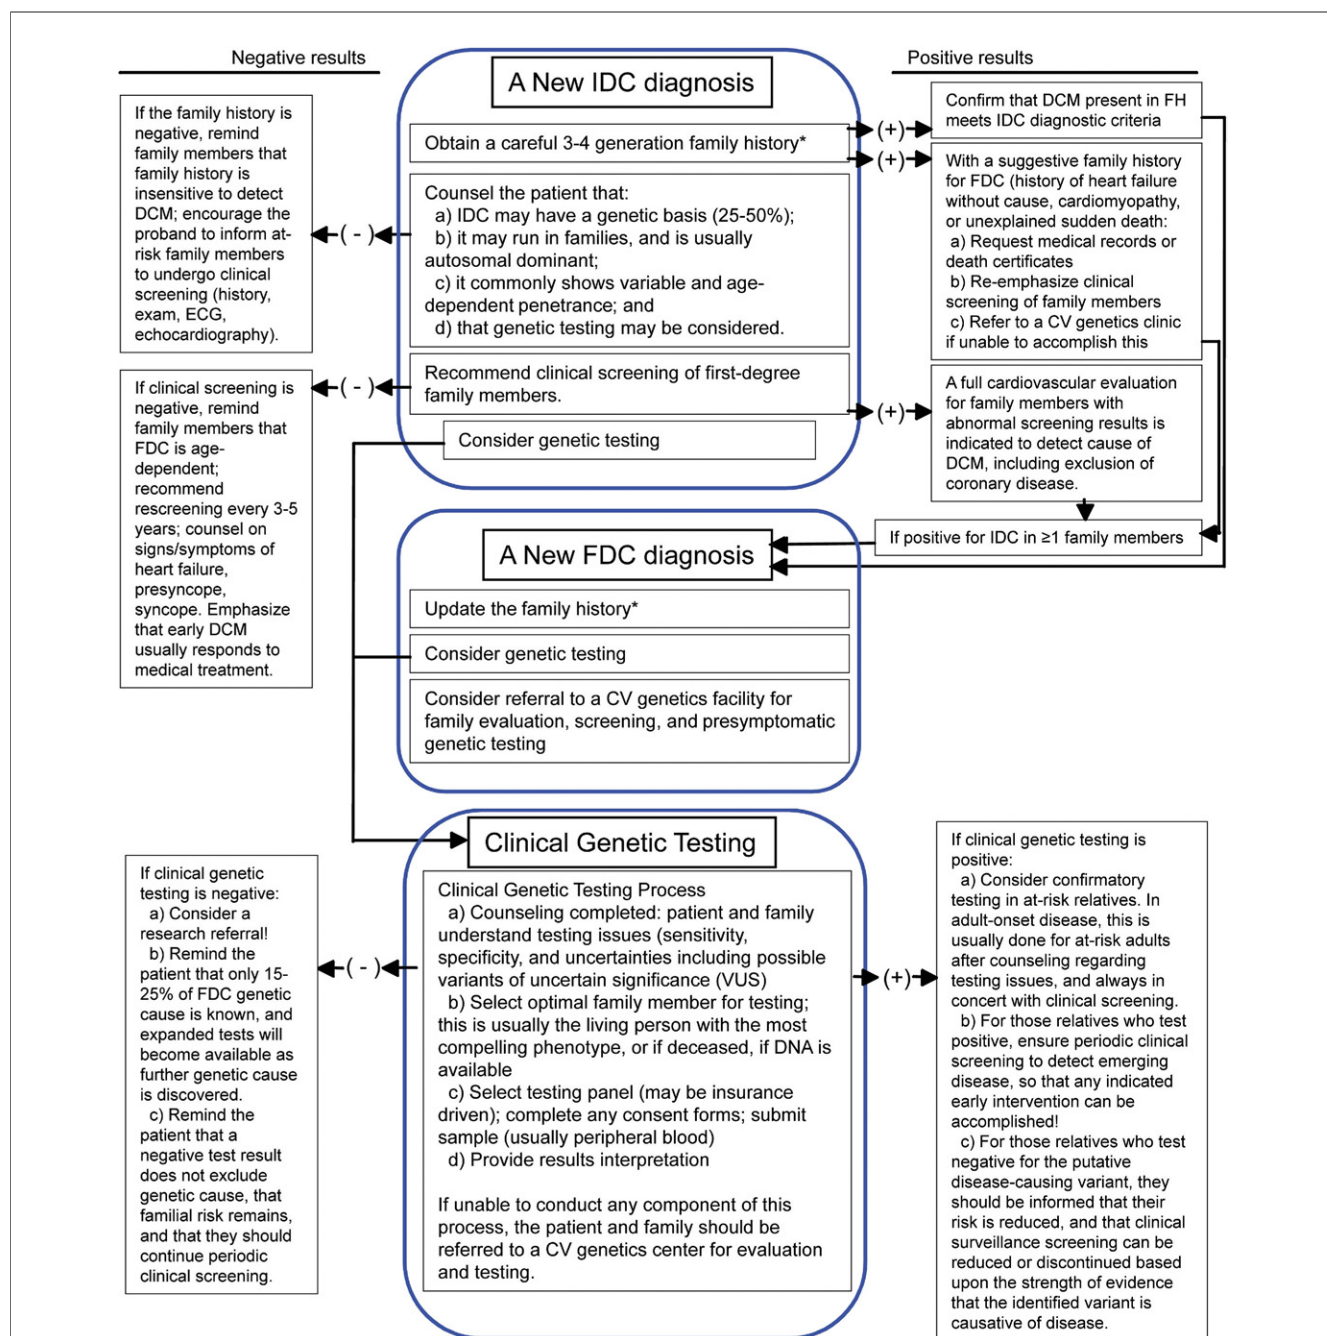 Negative results
A New IDC diagnosis
Positive results
If the family history is
negative, remind
family members that
family history is
insensitive to detect
DCM; encourage the
proband to inform at-
risk family members
to undergo clinical
screening (history,
exam, ECG,
echocardiography).
Obtain a careful 3-4 generation family history*
(+)
Confirm that DCM present in FH
meets IDC diagnostic criteria
(+)
With a suggestive family history
for FDC (history of heart failure
without cause, cardiomyopathy,
or unexplained sudden death:
a) Request medical records or
death certificates
b) Re-emphasize clinical
screening of family members
c) Refer to a CV genetics clinic
if unable to accomplish this
Counsel the patient that:
a) IDC may have a genetic basis (25-50%);
b) it may run in families, and is usually
autosomal dominant;
c) it commonly shows variable and age-
dependent penetrance; and
d) that genetic testing may be considered.
( - )
Recommend clinical screening of first-degree
family members.
( - )
If clinical screening is
negative, remind
family members that
FDC is age-
dependent;
recommend
rescreening every 3-5
years; counsel on
signs/symptoms of
heart failure,
presyncope,
syncope. Emphasize
that early DCM
usually responds to
medical treatment.
(+)
A full cardiovascular evaluation
for family members with
abnormal screening results is
indicated to detect cause of
DCM, including exclusion of
coronary disease.
Consider genetic testing
If positive for IDC in ≥1 family members
A New FDC diagnosis
Update the family history*
Consider genetic testing
Consider referral to a CV genetics facility for
family evaluation, screening, and presymptomatic
genetic testing
Clinical Genetic Testing
Clinical Genetic Testing Process
a) Counseling completed: patient and family
understand testing issues (sensitivity,
specificity, and uncertainties including possible
variants of uncertain significance (VUS)
b) Select optimal family member for testing;
this is usually the living person with the most
compelling phenotype, or if deceased, if DNA is
available
c) Select testing panel (may be insurance
driven); complete any consent forms; submit
sample (usually peripheral blood)
d) Provide results interpretation
If unable to conduct any component of this
process, the patient and family should be
referred to a CV genetics center for evaluation
and testing.
( - )
If clinical genetic
testing is negative:
a) Consider a
research referral!
b) Remind the
patient that only 15-
25% of FDC genetic
cause is known, and
expanded tests will
become available as
further genetic cause
is discovered.
c) Remind the
patient that a
negative test result
does not exclude
genetic cause, that
familial risk remains,
and that they should
continue periodic
clinical screening.
(+)
If clinical genetic testing is
positive:
a) Consider confirmatory
testing in at-risk relatives. In
adult-onset disease, this is
usually done for at-risk adults
after counseling regarding
testing issues, and always in
concert with clinical screening.
b) For those relatives who test
positive, ensure periodic clinical
screening to detect emerging
disease, so that any indicated
early intervention can be
accomplished!
c) For those relatives who test
negative for the putative
disease-causing variant, they
should be informed that their
risk is reduced, and that clinical
surveillance screening can be
reduced or discontinued based
upon the strength of evidence
that the identified variant is
causative of disease.